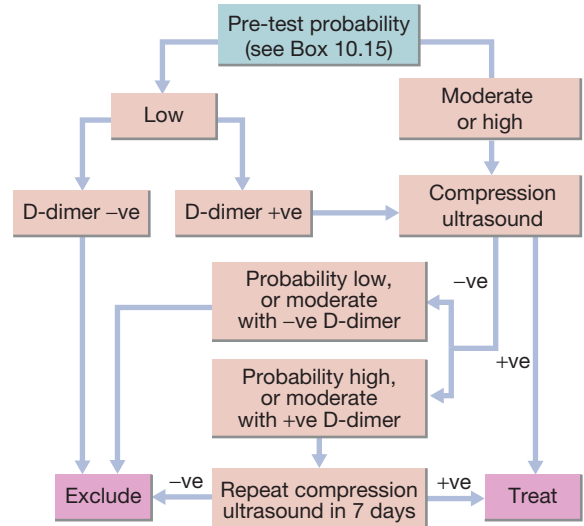 Pre-test probability
(see Box 10.15)
Low
Moderate
or high
D-dimer –ve
D-dimer +ve
Compression
ultrasound
Probability low,
or moderate
with –ve D-dimer
–ve
+ve
Probability high,
or moderate
with +ve D-dimer
Exclude
–ve
Repeat compression
ultrasound in 7 days
+ve
Treat